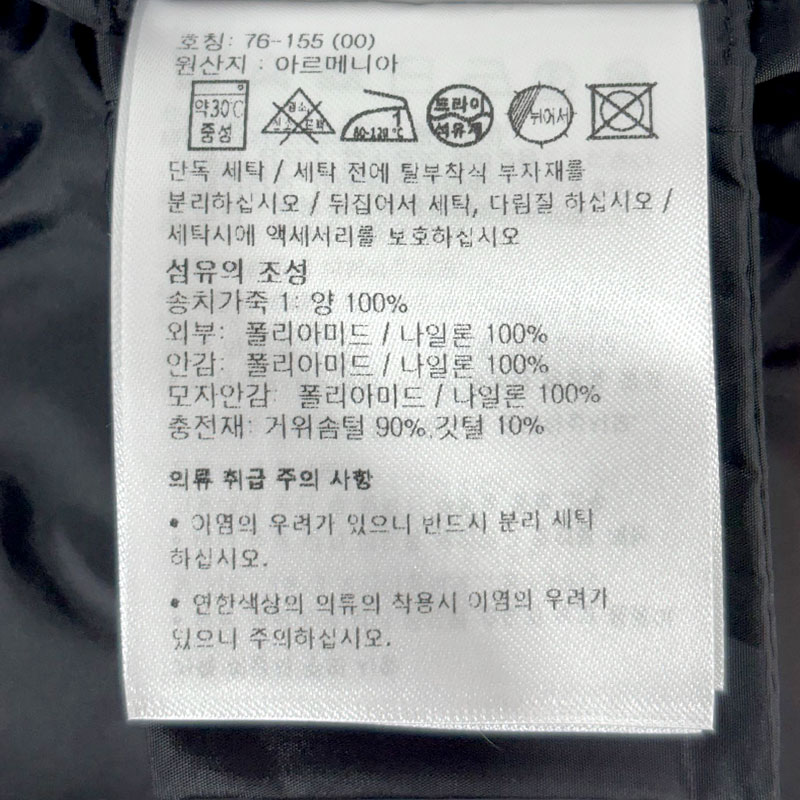 호칭: 76-155 (00)
원산지 : 아르메니아
약30℃ 중성
염소 산소 표백
1 80-120 ℃
드라이 석유계
뉘어서
단독 세탁 / 세탁 전에 탈부착식 부자재를
분리하십시오 / 뒤집어서 세탁, 다림질 하십시오 /
세탁시에 액세서리를 보호하십시오
섬유의 조성
송치가죽 1: 양 100%
외부: 폴리아미드 / 나일론 100%
안감: 폴리아미드 / 나일론 100%
모자안감: 폴리아미드 / 나일론 100%
충전재: 거위솜털 90%,깃털 10%
의류 취급 주의 사항
• 이염의 우려가 있으니 반드시 분리 세탁
하십시오.
• 연한색상의 의류의 착용시 이염의 우려가
있으니 주의하십시오.